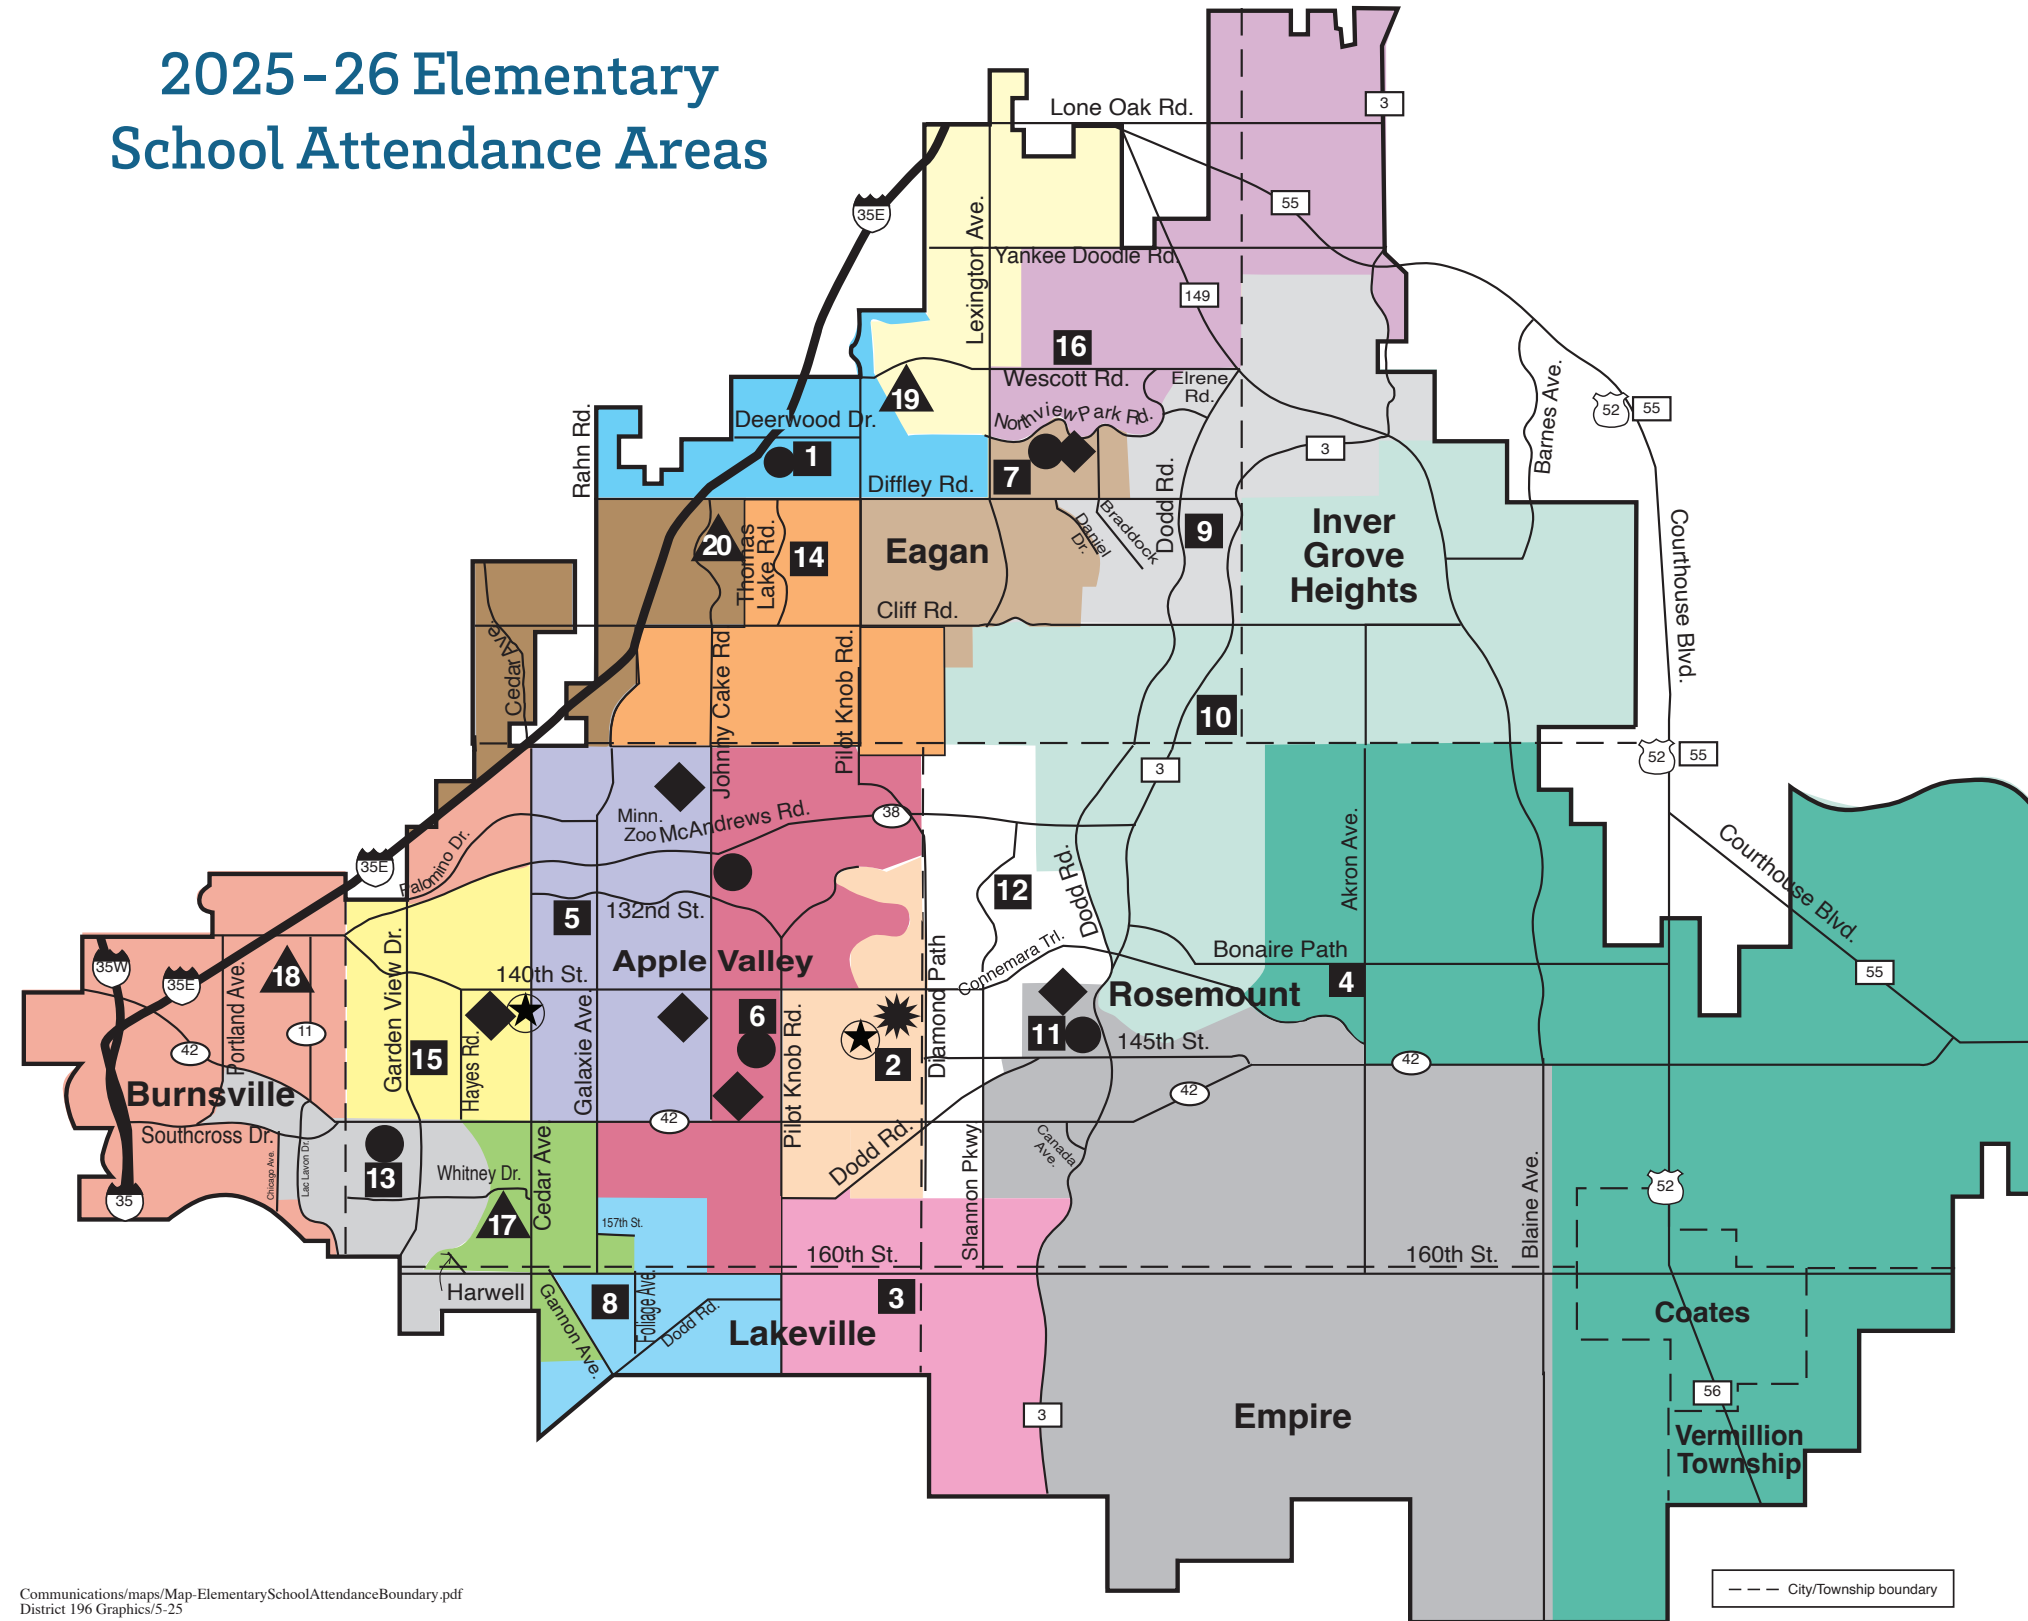 2025-26 Elementary
School Attendance Areas
Lone Oak Rd.
3
55
35E
Lexington Ave.
Yankee Doodle Rd.
149
16
Wescott Rd.
Elrene
Rd.
Northview Park Rd.
19
Deerwood Dr.
Rahn Rd.
1
Diffley Rd.
7
3
Barnes Ave.
52
55
Dodd Rd.
9
Braddock
Daniel
Dr.
Inver
Grove
Heights
Eagan
20
Thomas
Lake Rd.
14
Cliff Rd.
Courthouse Blvd.
Cedar Ave.
Johnny Cake Rd
Pilot Knob Rd.
10
3
52
55
Minn.
Zoo
McAndrews Rd.
38
Palomino Dr.
35E
Dodd Rd.
Akron Ave.
Courthouse Blvd.
12
5
132nd St.
Apple Valley
Diamond Path
Connemara Trl.
Bonaire Path
4
55
35W
35E
18
140th St.
Portland Ave.
11
42
Garden View Dr.
15
Hayes Rd.
Galaxie Ave.
6
Pilot Knob Rd.
2
11
Rosemount
145th St.
42
42
Burnsville
42
Southcross Dr.
Chicago Ave.
Lac Lavon Dr.
13
Whitney Dr.
Cedar Ave.
Dodd Rd.
Shannon Pkwy
Canada
Ave.
Blaine Ave.
52
35
17
157th St.
160th St.
160th St.
Harwell
Gannon Ave.
8
Foliage Ave.
Dodd Rd.
Lakeville
3
Coates
56
3
Empire
Vermillion
Township
Communications/maps/Map-ElementarySchoolAttendanceBoundary.pdf
District 196 Graphics/5-25
City/Township boundary